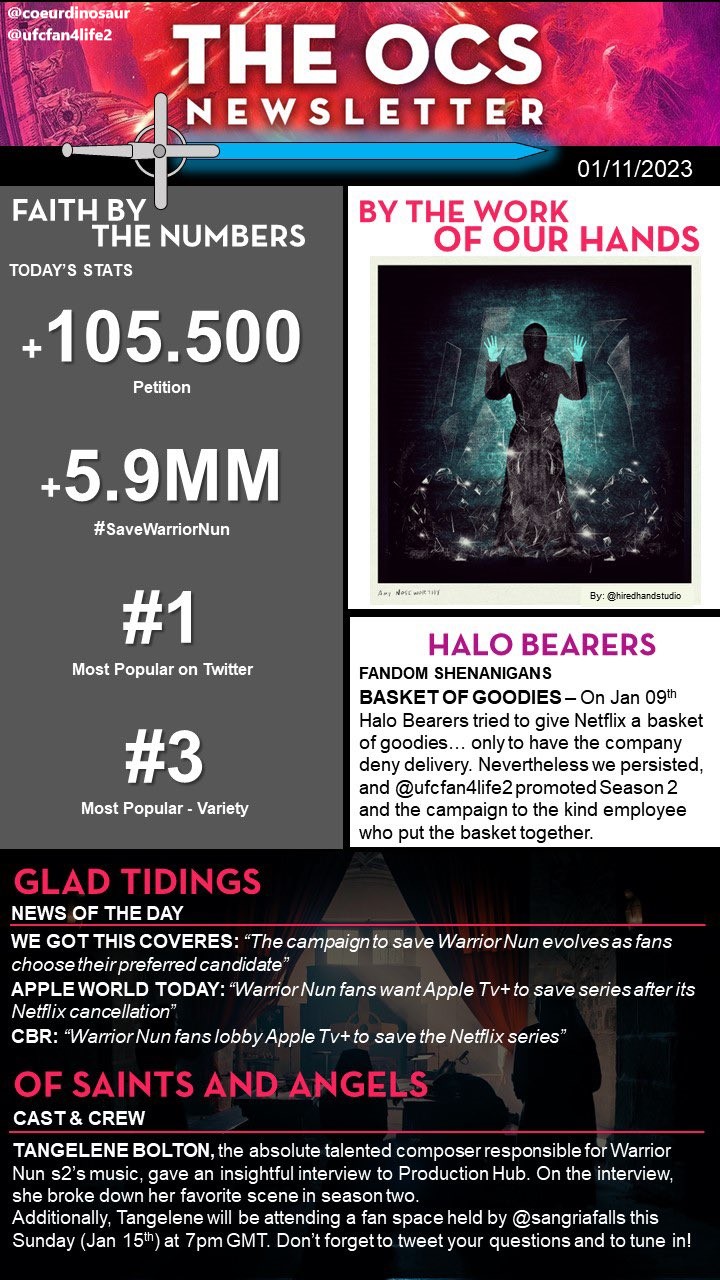 @coeurdinosaur
@ufcfan4life2
THE OCS
NEWSLETTER
01/11/2023
FAITH BY
THE NUMBERS
TODAY'S STATS
+105.500
Petition
+5.9MM
#SaveWarriorNun
#1
Most Popular on Twitter
#3
Most Popular - Variety
BY THE WORK
OF OUR HANDS
AMY NOSEWORTHY
By: @hiredhandstudio
HALO BEARERS
FANDOM SHENANIGANS
BASKET OF GOODIES – On Jan 09th
Halo Bearers tried to give Netflix a basket
of goodies… only to have the company
deny delivery. Nevertheless we persisted,
and @ufcfan4life2 promoted Season 2
and the campaign to the kind employee
who put the basket together.
GLAD TIDINGS
NEWS OF THE DAY
WE GOT THIS COVERES: “The campaign to save Warrior Nun evolves as fans
choose their preferred candidate”
APPLE WORLD TODAY: “Warrior Nun fans want Apple Tv+ to save series after its
Netflix cancellation”
CBR: “Warrior Nun fans lobby Apple Tv+ to save the Netflix series”
OF SAINTS AND ANGELS
CAST & CREW
TANGELENE BOLTON, the absolute talented composer responsible for Warrior
Nun s2’s music, gave an insightful interview to Production Hub. On the interview,
she broke down her favorite scene in season two.
Additionally, Tangelene will be attending a fan space held by @sangriafalls this
Sunday (Jan 15th) at 7pm GMT. Don’t forget to tweet your questions and to tune in!